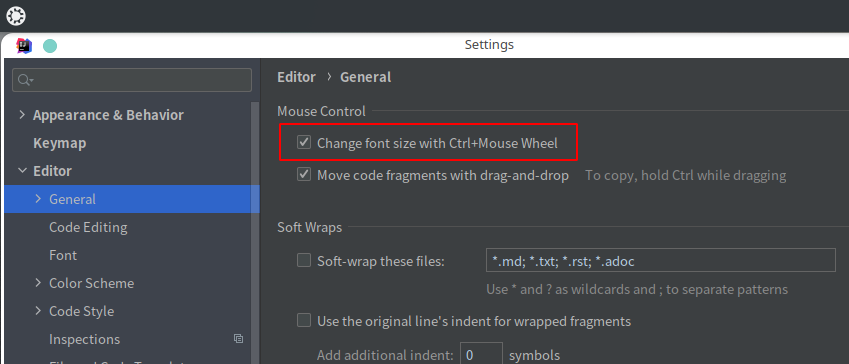 Settings
Appearance & Behavior
Keymap
Editor
General
Code Editing
Font
Color Scheme
Code Style
Inspections
Editor › General
Mouse Control
Change font size with Ctrl+Mouse Wheel
Move code fragments with drag-and-drop To copy, hold Ctrl while dragging
Soft Wraps
Soft-wrap these files: *.md; *.txt; *.rst; *.adoc
Use * and ? as wildcards and ; to separate patterns
Use the original line's indent for wrapped fragments
Add additional indent: 0 symbols